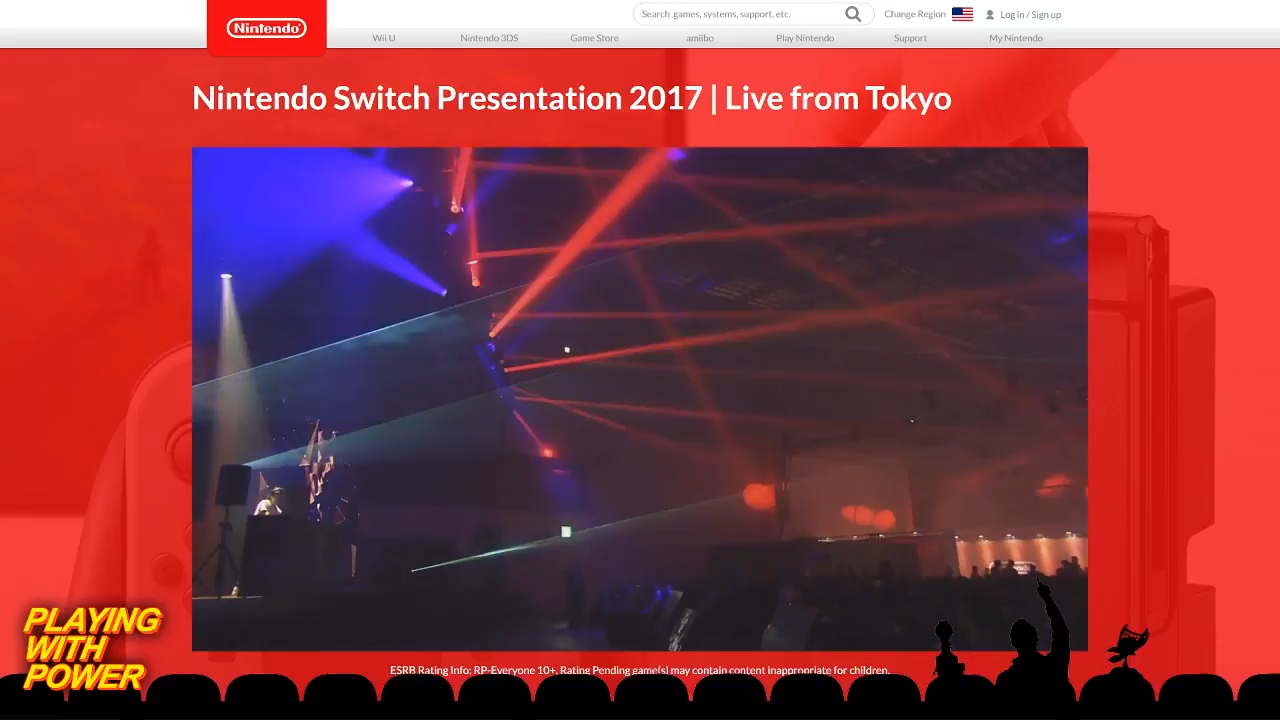 Nintendo
Search games, systems, support, etc.
Change Region
Log in / Sign up
Wii U
Nintendo 3DS
Game Store
amiibo
Play Nintendo
Support
My Nintendo
Nintendo Switch Presentation 2017 | Live from Tokyo
PLAYING
WITH
POWER
ESRB Rating Info: RP-Everyone 10+, Rating Pending game(s) may contain content inappropriate for children.